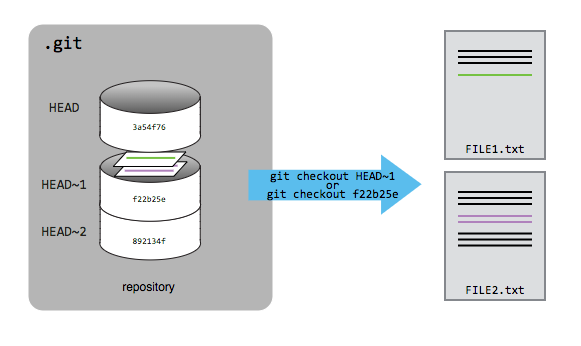 .git
HEAD
3a54f76
HEAD~1
f22b25e
HEAD~2
892134f
repository
git checkout HEAD~1
or
git checkout f22b25e
FILE1.txt
FILE2.txt